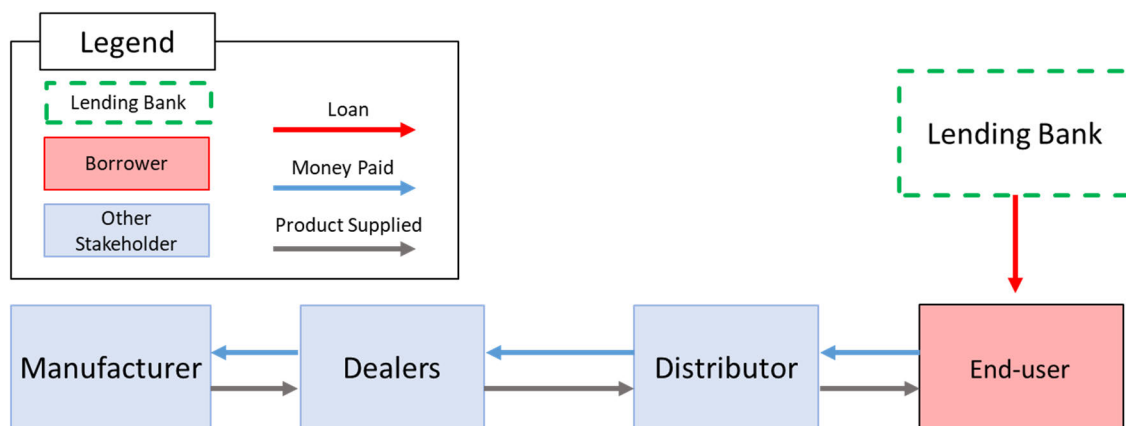 Legend
Lending Bank
Borrower
Other
Stakeholder
Loan
Money Paid
Product Supplied
Lending Bank
Manufacturer
Dealers
Distributor
End-user